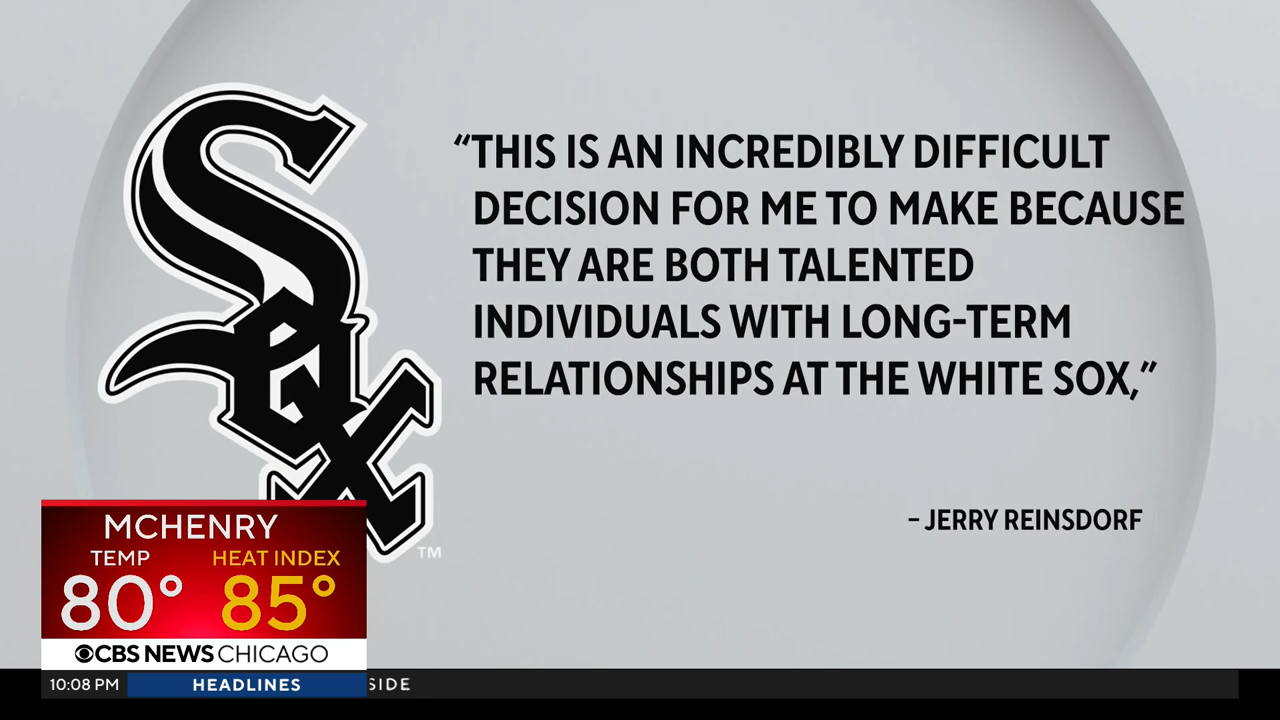 SOX
"THIS IS AN INCREDIBLY DIFFICULT
DECISION FOR ME TO MAKE BECAUSE
THEY ARE BOTH TALENTED
INDIVIDUALS WITH LONG-TERM
RELATIONSHIPS AT THE WHITE SOX,"
- JERRY REINSDORF
TM
MCHENRY
TEMP HEAT INDEX
80° 85°
CBS NEWS CHICAGO
10:08 PM HEADLINES SIDE